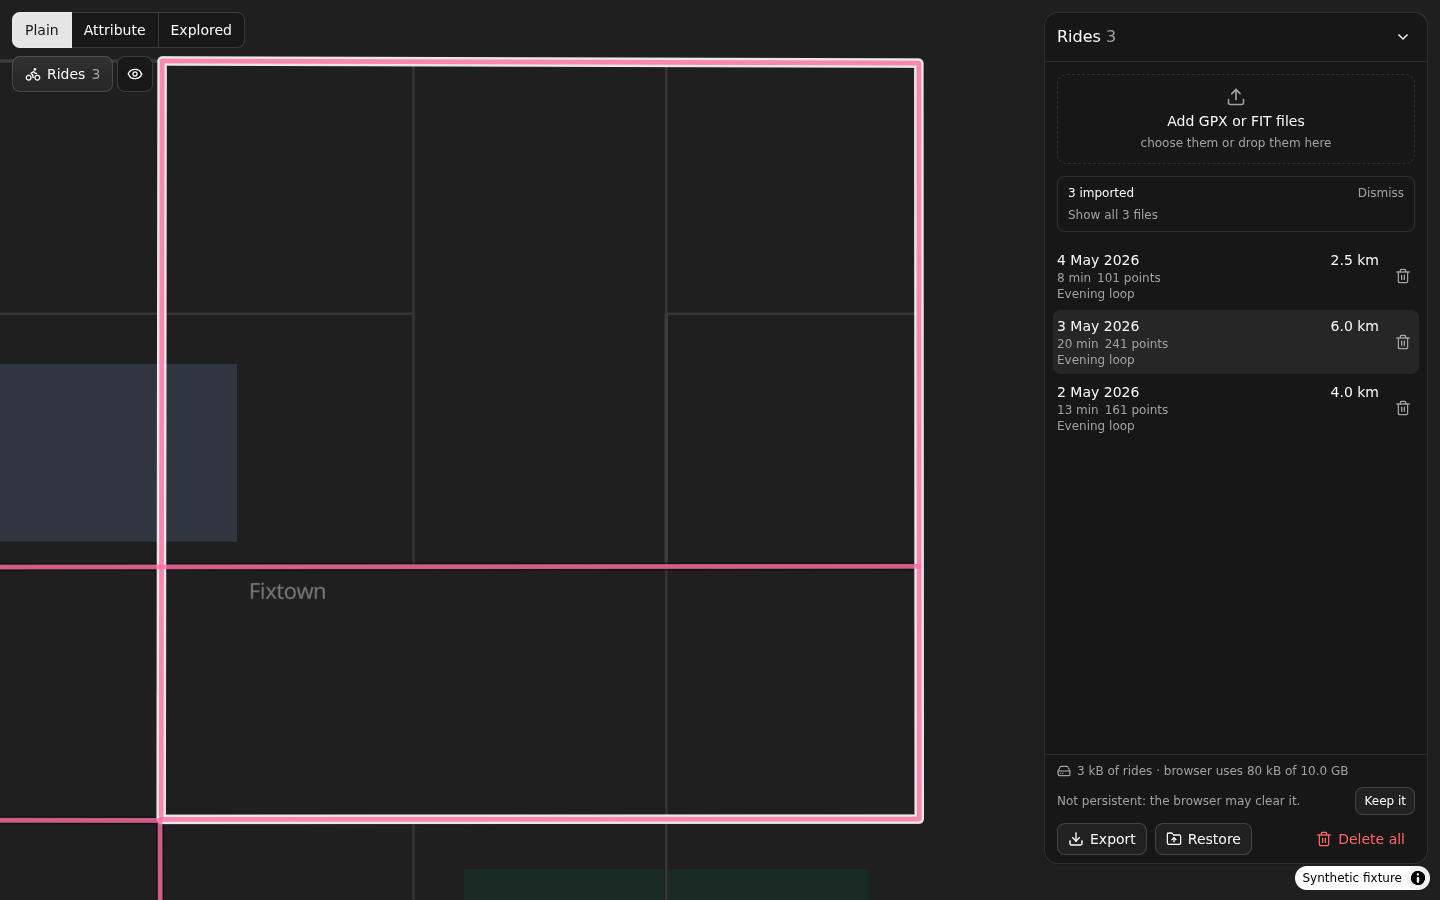 Plain
Attribute
Explored
Rides 3
Rides 3
Add GPX or FIT files
choose them or drop them here
3 imported
Dismiss
Show all 3 files
4 May 2026
2.5 km
8 min 101 points
Evening loop
3 May 2026
6.0 km
20 min 241 points
Evening loop
2 May 2026
4.0 km
13 min 161 points
Evening loop
Fixtown
3 kB of rides · browser uses 80 kB of 10.0 GB
Not persistent: the browser may clear it.
Keep it
Export
Restore
Delete all
Synthetic fixture